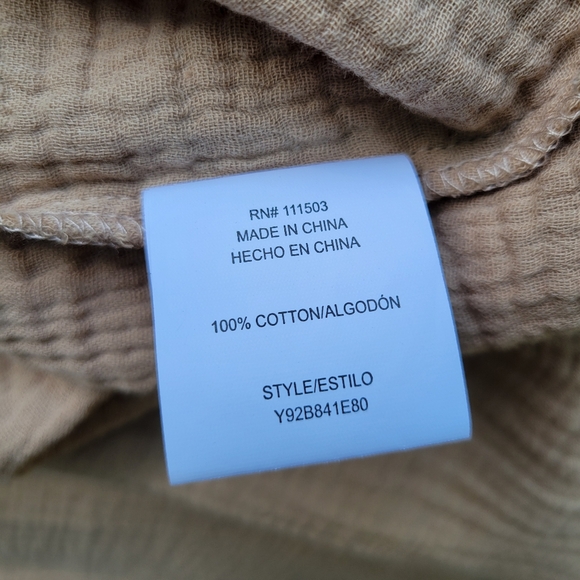 RN# 111503
MADE IN CHINA
HECHO EN CHINA
100% COTTON/ALGODÓN
STYLE/ESTILO
Y92B841E80